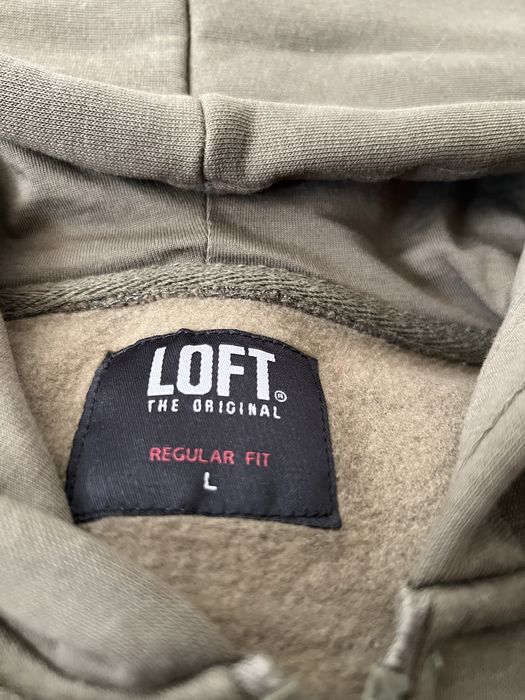 LOFT®
THE ORIGINAL
REGULAR FIT
L